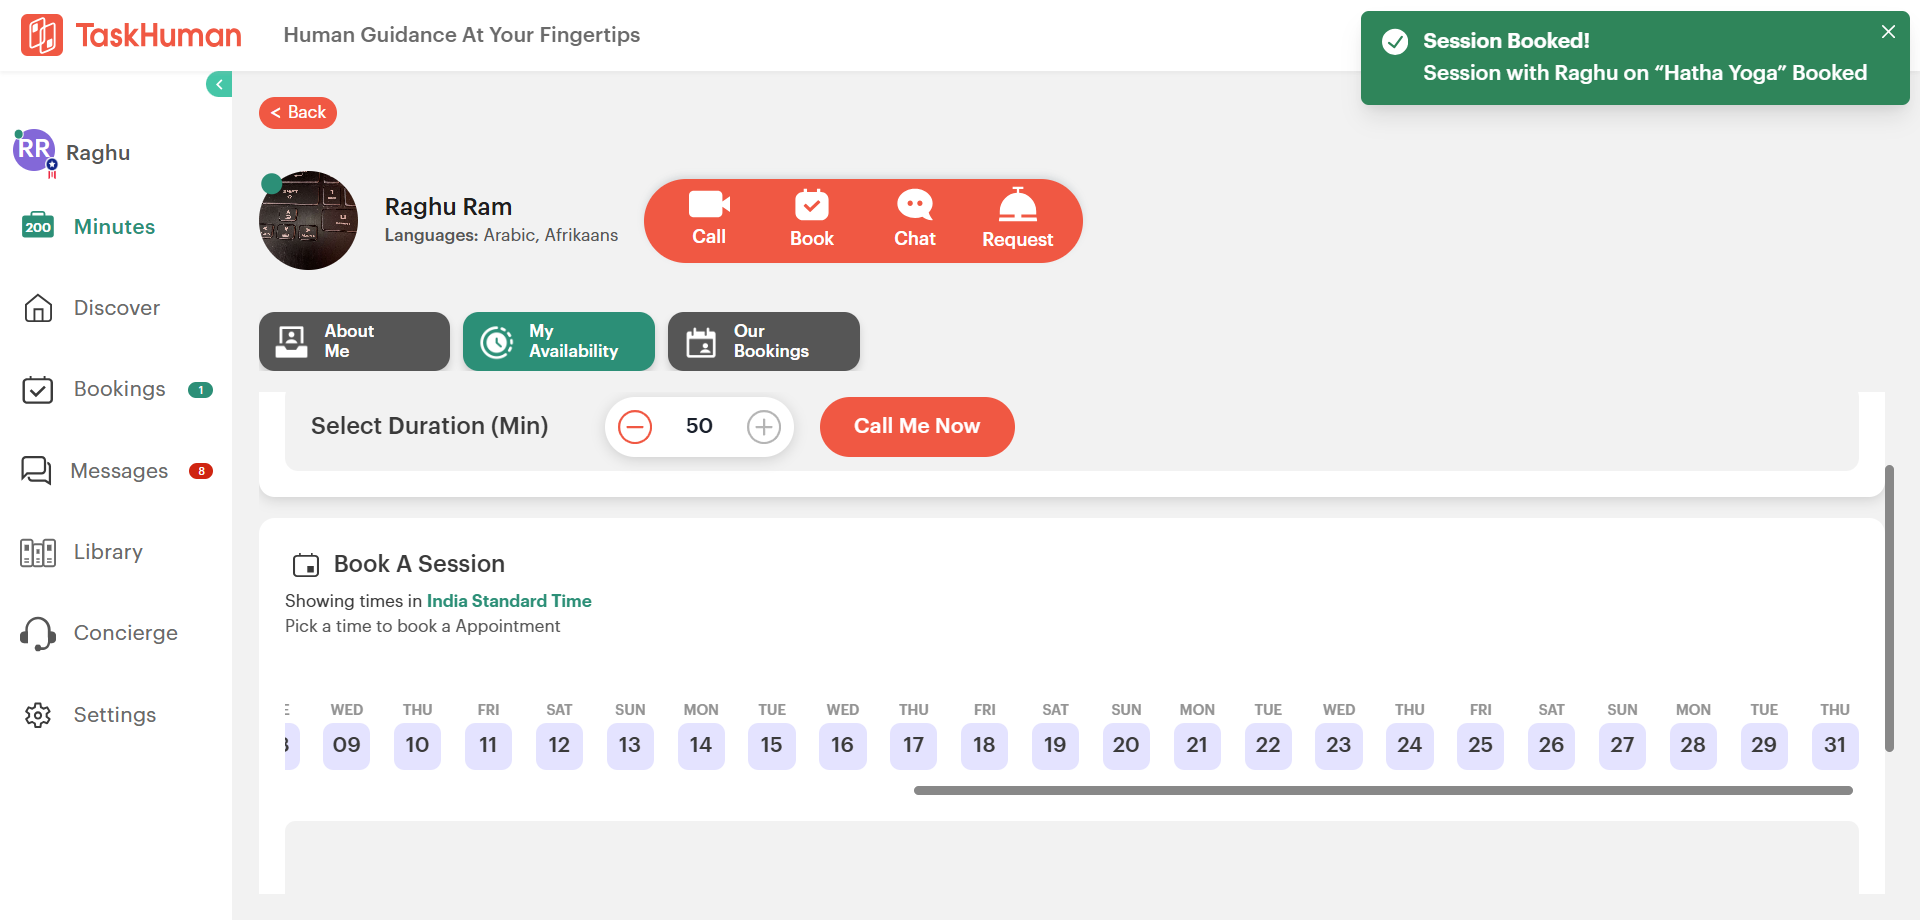 TaskHuman
Human Guidance At Your Fingertips
Session Booked!
Session with Raghu on “Hatha Yoga” Booked
< Back
RR
Raghu
200
Minutes
Discover
Bookings
1
Messages
8
Library
Concierge
Settings
Raghu Ram
Languages: Arabic, Afrikaans
Call
Book
Chat
Request
About
Me
My
Availability
Our
Bookings
Select Duration (Min)
50
Call Me Now
Book A Session
Showing times in India Standard Time
Pick a time to book a Appointment
WED THU FRI SAT SUN MON TUE WED THU FRI SAT SUN MON TUE WED THU FRI SAT SUN MON TUE THU
09 10 11 12 13 14 15 16 17 18 19 20 21 22 23 24 25 26 27 28 29 31